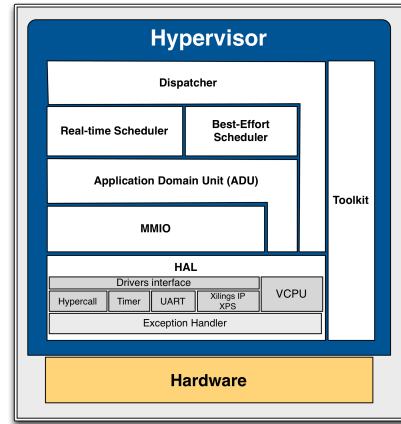 Hypervisor
Dispatcher
Real-time Scheduler
Best-Effort
Scheduler
Application Domain Unit (ADU)
Toolkit
MMIO
HAL
Drivers interface
Hypercall
Timer
UART
Xilings IP
XPS
VCPU
Exception Handler
Hardware